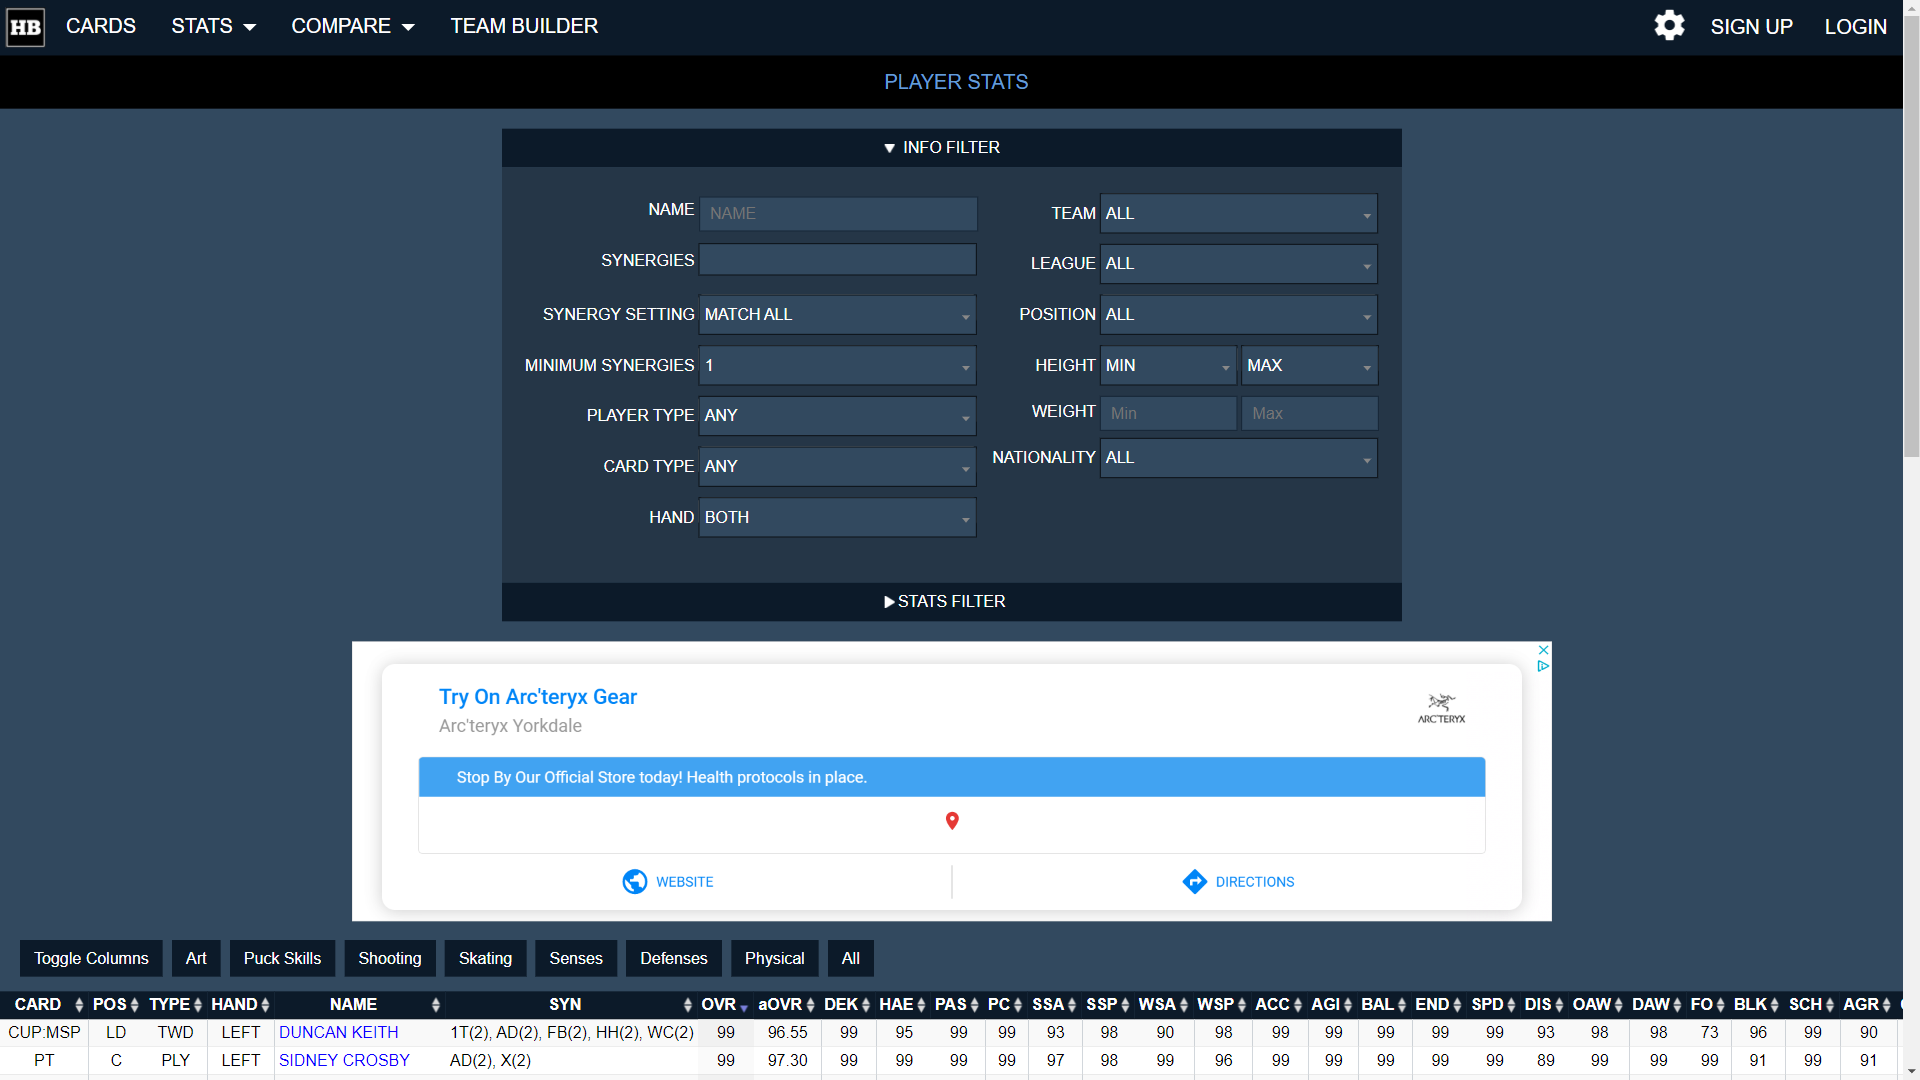 HB CARDS STATS COMPARE TEAM BUILDER SIGN UP LOGIN
PLAYER STATS
INFO FILTER
NAME NAME TEAM ALL
SYNERGIES LEAGUE ALL
SYNERGY SETTING MATCH ALL POSITION ALL
MINIMUM SYNERGIES 1 HEIGHT MIN MAX
PLAYER TYPE ANY WEIGHT Min Max
CARD TYPE ANY NATIONALITY ALL
HAND BOTH
STATS FILTER
Try On Arc'teryx Gear
Arc'teryx Yorkdale
ARC'TERYX
Stop By Our Official Store today! Health protocols in place.
WEBSITE DIRECTIONS
Toggle Columns Art Puck Skills Shooting Skating Senses Defenses Physical All
CARD POS TYPE HAND NAME SYN OVR aOVR DEK HAE PAS PC SSA SSP WSA WSP ACC AGI BAL END SPD DIS OAW DAW FO BLK SCH AGR
CUP:MSP LD TWD LEFT DUNCAN KEITH 1T(2), AD(2), FB(2), HH(2), WC(2) 99 96.55 99 95 99 99 93 98 90 98 99 99 99 99 99 93 98 98 73 96 99 90
PT C PLY LEFT SIDNEY CROSBY AD(2), X(2) 99 97.30 99 99 99 99 97 98 99 96 99 99 99 99 99 89 99 99 99 91 99 91